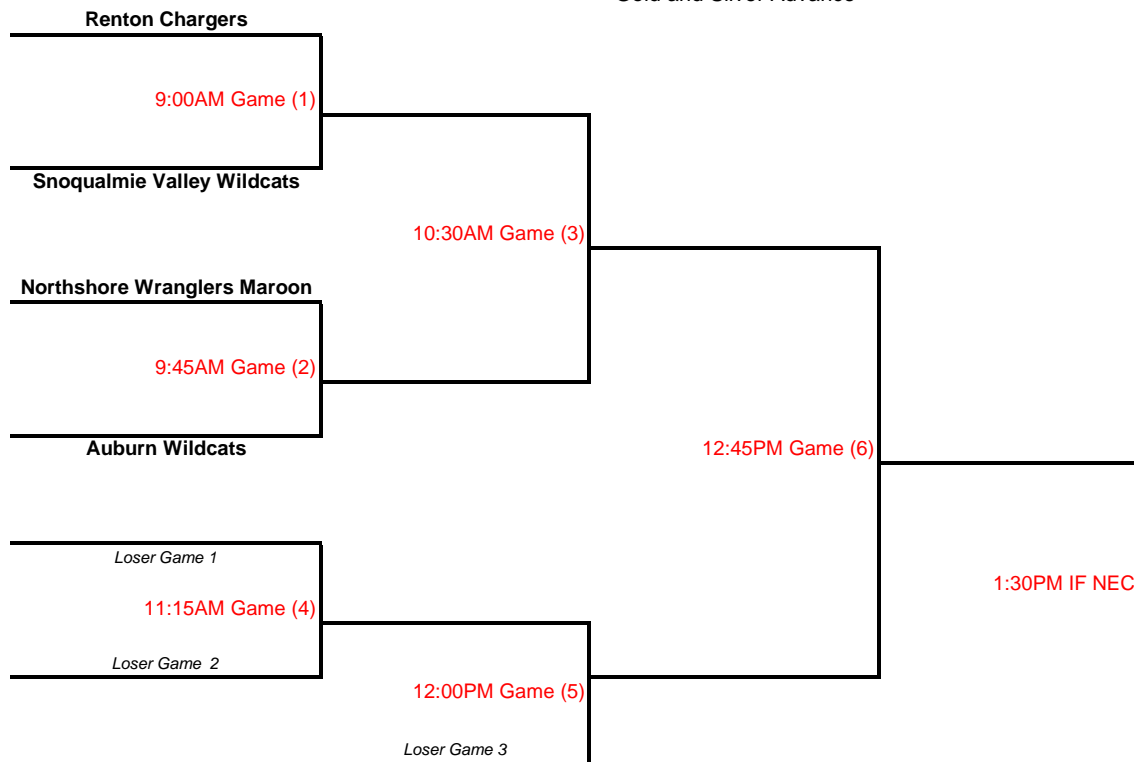 Renton Chargers
9:00AM Game (1)
Snoqualmie Valley Wildcats
10:30AM Game (3)
Northshore Wranglers Maroon
9:45AM Game (2)
Auburn Wildcats
12:45PM Game (6)
Loser Game 1
1:30PM IF NEC
11:15AM Game (4)
Loser Game 2
12:00PM Game (5)
Loser Game 3